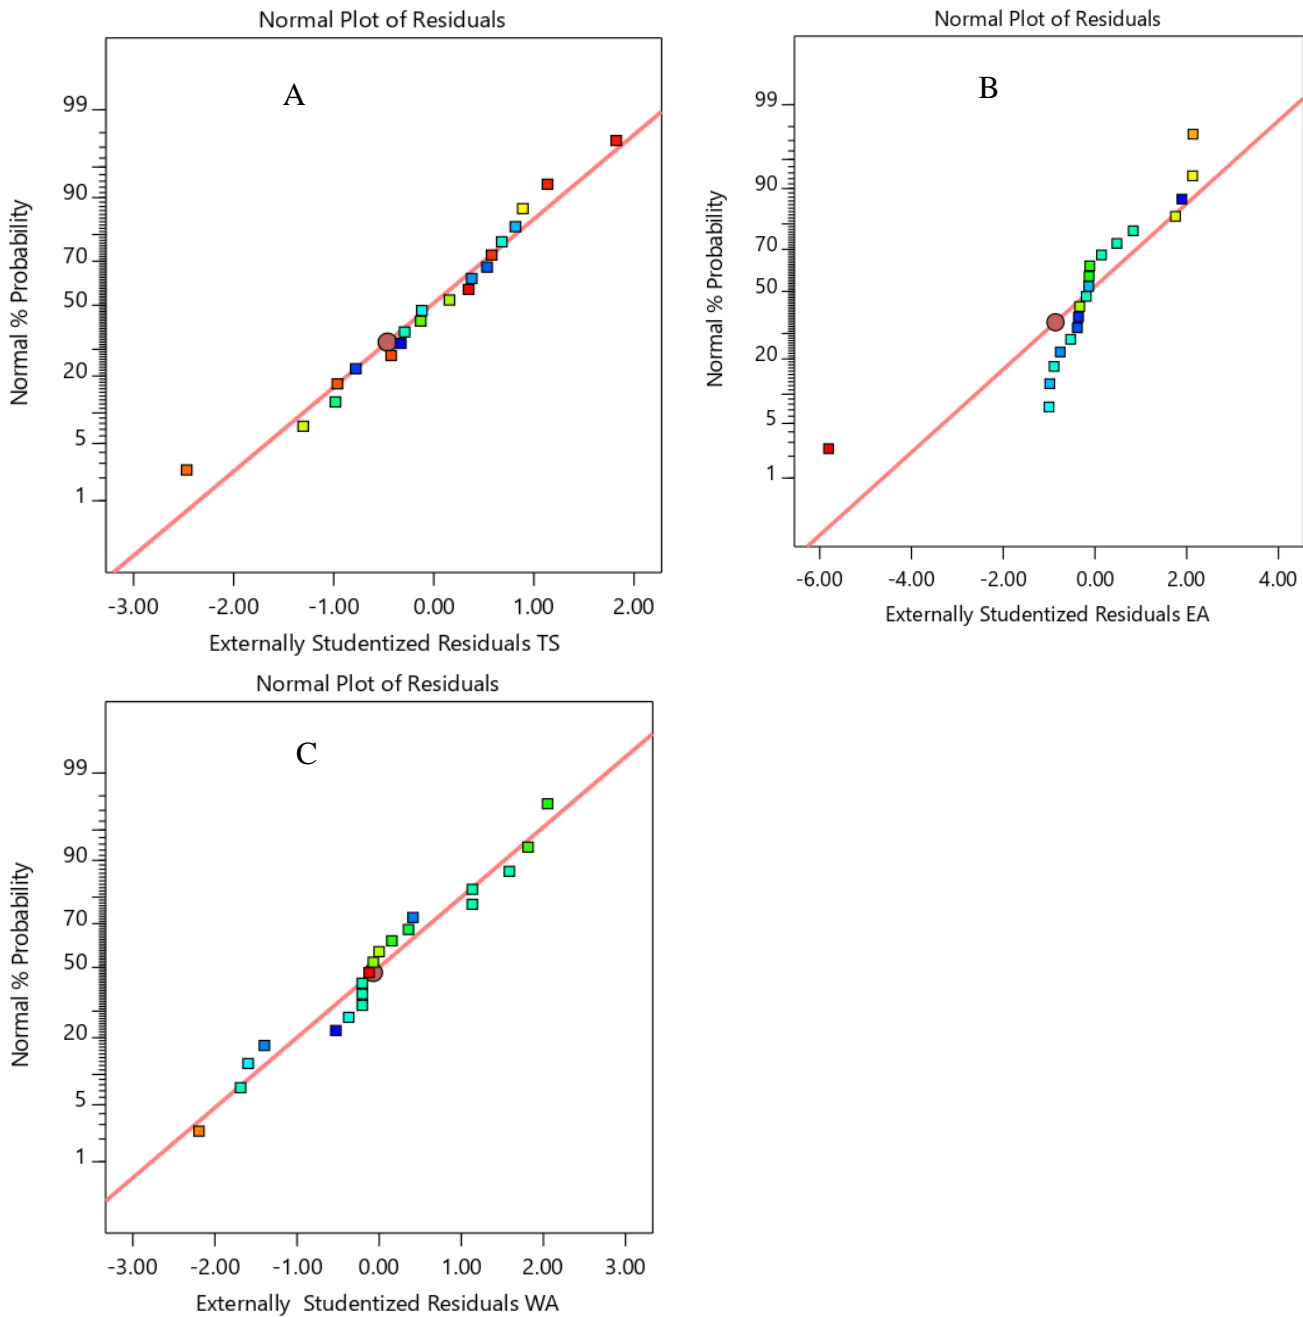 Normal Plot of Residuals
A
Normal % Probability
99
90
70
50
20
5
1
-3.00 -2.00 -1.00 0.00 1.00 2.00
Externally Studentized Residuals TS
Normal Plot of Residuals
B
Normal % Probability
99
90
70
50
20
5
1
-6.00 -4.00 -2.00 0.00 2.00 4.00
Externally Studentized Residuals EA
Normal Plot of Residuals
C
Normal % Probability
99
90
70
50
20
5
1
-3.00 -2.00 -1.00 0.00 1.00 2.00 3.00
Externally Studentized Residuals WA